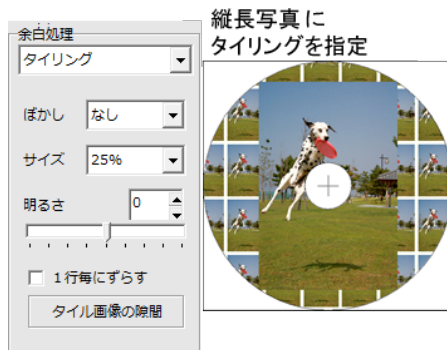 余白処理
タイリング
ぼかし なし
サイズ 25%
明るさ 0
1行毎にずらす
タイル画像の隙間
縦長写真に
タイリングを指定